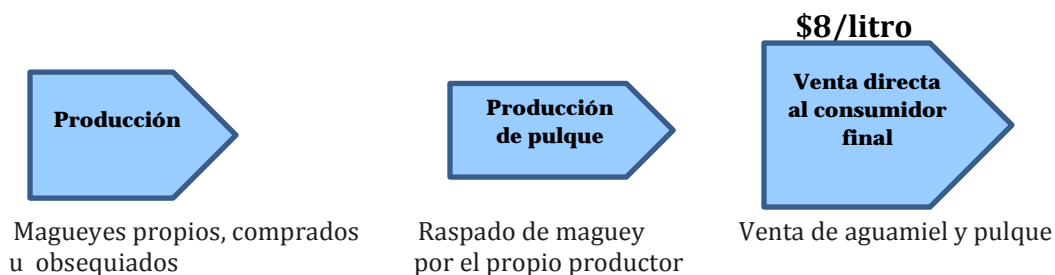 $8/litro
Producción
Producción
de pulque
Venta directa
al consumidor
final
Magueyes propios, comprados
u obsequiados
Raspado de maguey
por el propio productor
Venta de aguamiel y pulque